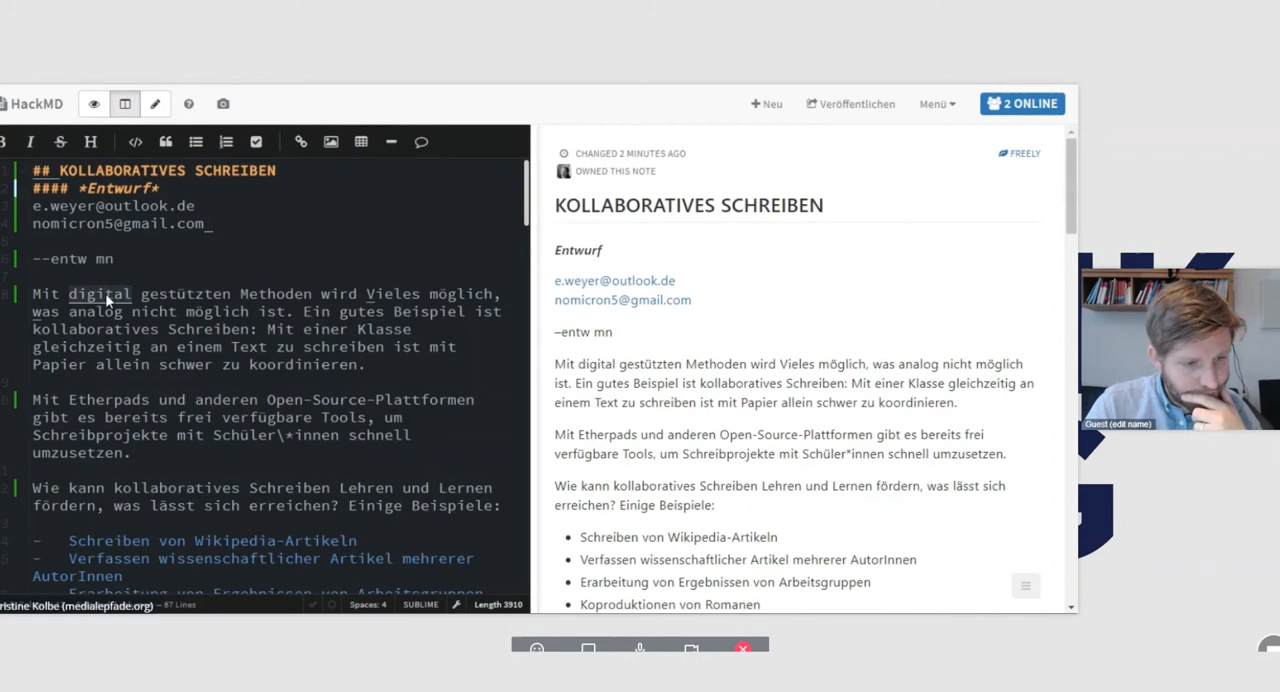 HackMD
+ Neu
Veröffentlichen
Menü
2 ONLINE
B I S H
## KOLLABORATIVES SCHREIBEN
#### *Entwurf*
e.weyer@outlook.de
nomicron5@gmail.com_
--entw mn
Mit digital gestützten Methoden wird Vieles möglich,
was analog nicht möglich ist. Ein gutes Beispiel ist
kollaboratives Schreiben: Mit einer Klasse
gleichzeitig an einem Text zu schreiben ist mit
Papier allein schwer zu koordinieren.
Mit Etherpads und anderen Open-Source-Plattformen
gibt es bereits frei verfügbare Tools, um
Schreibprojekte mit Schüler\*innen schnell
umzusetzen.
Wie kann kollaboratives Schreiben Lehren und Lernen
fördern, was lässt sich erreichen? Einige Beispiele:
- Schreiben von Wikipedia-Artikeln
- Verfassen wissenschaftlicher Artikel mehrerer
AutorInnen
- Erarbeitung von Ergebnissen von Arbeitsgruppen
ristine Kolbe (medialepfade.org) — 87 Lines
Spaces: 4
SUBLIME
Length 3910
CHANGED 2 MINUTES AGO
FREELY
OWNED THIS NOTE
KOLLABORATIVES SCHREIBEN
Entwurf
e.weyer@outlook.de
nomicron5@gmail.com
–entw mn
Mit digital gestützten Methoden wird Vieles möglich, was analog nicht möglich
ist. Ein gutes Beispiel ist kollaboratives Schreiben: Mit einer Klasse gleichzeitig an
einem Text zu schreiben ist mit Papier allein schwer zu koordinieren.
Mit Etherpads und anderen Open-Source-Plattformen gibt es bereits frei
verfügbare Tools, um Schreibprojekte mit Schüler*innen schnell umzusetzen.
Wie kann kollaboratives Schreiben Lehren und Lernen fördern, was lässt sich
erreichen? Einige Beispiele:
• Schreiben von Wikipedia-Artikeln
• Verfassen wissenschaftlicher Artikel mehrerer AutorInnen
• Erarbeitung von Ergebnissen von Arbeitsgruppen
• Koproduktionen von Romanen
Guest (edit name)